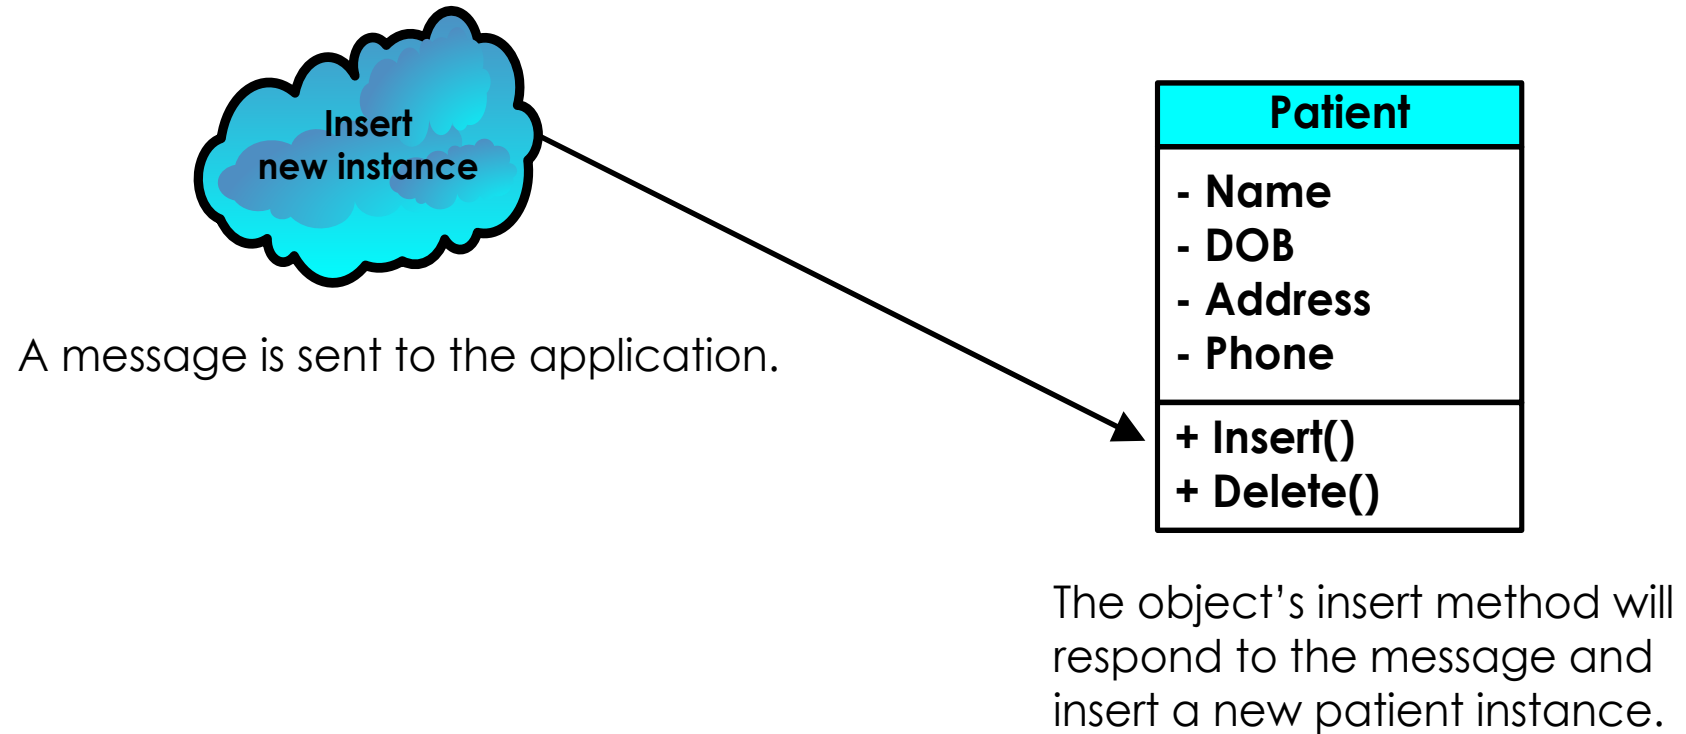 Insert
new instance
A message is sent to the application.
Patient
- Name
- DOB
- Address
- Phone
+ Insert()
+ Delete()
The object’s insert method will
respond to the message and
insert a new patient instance.